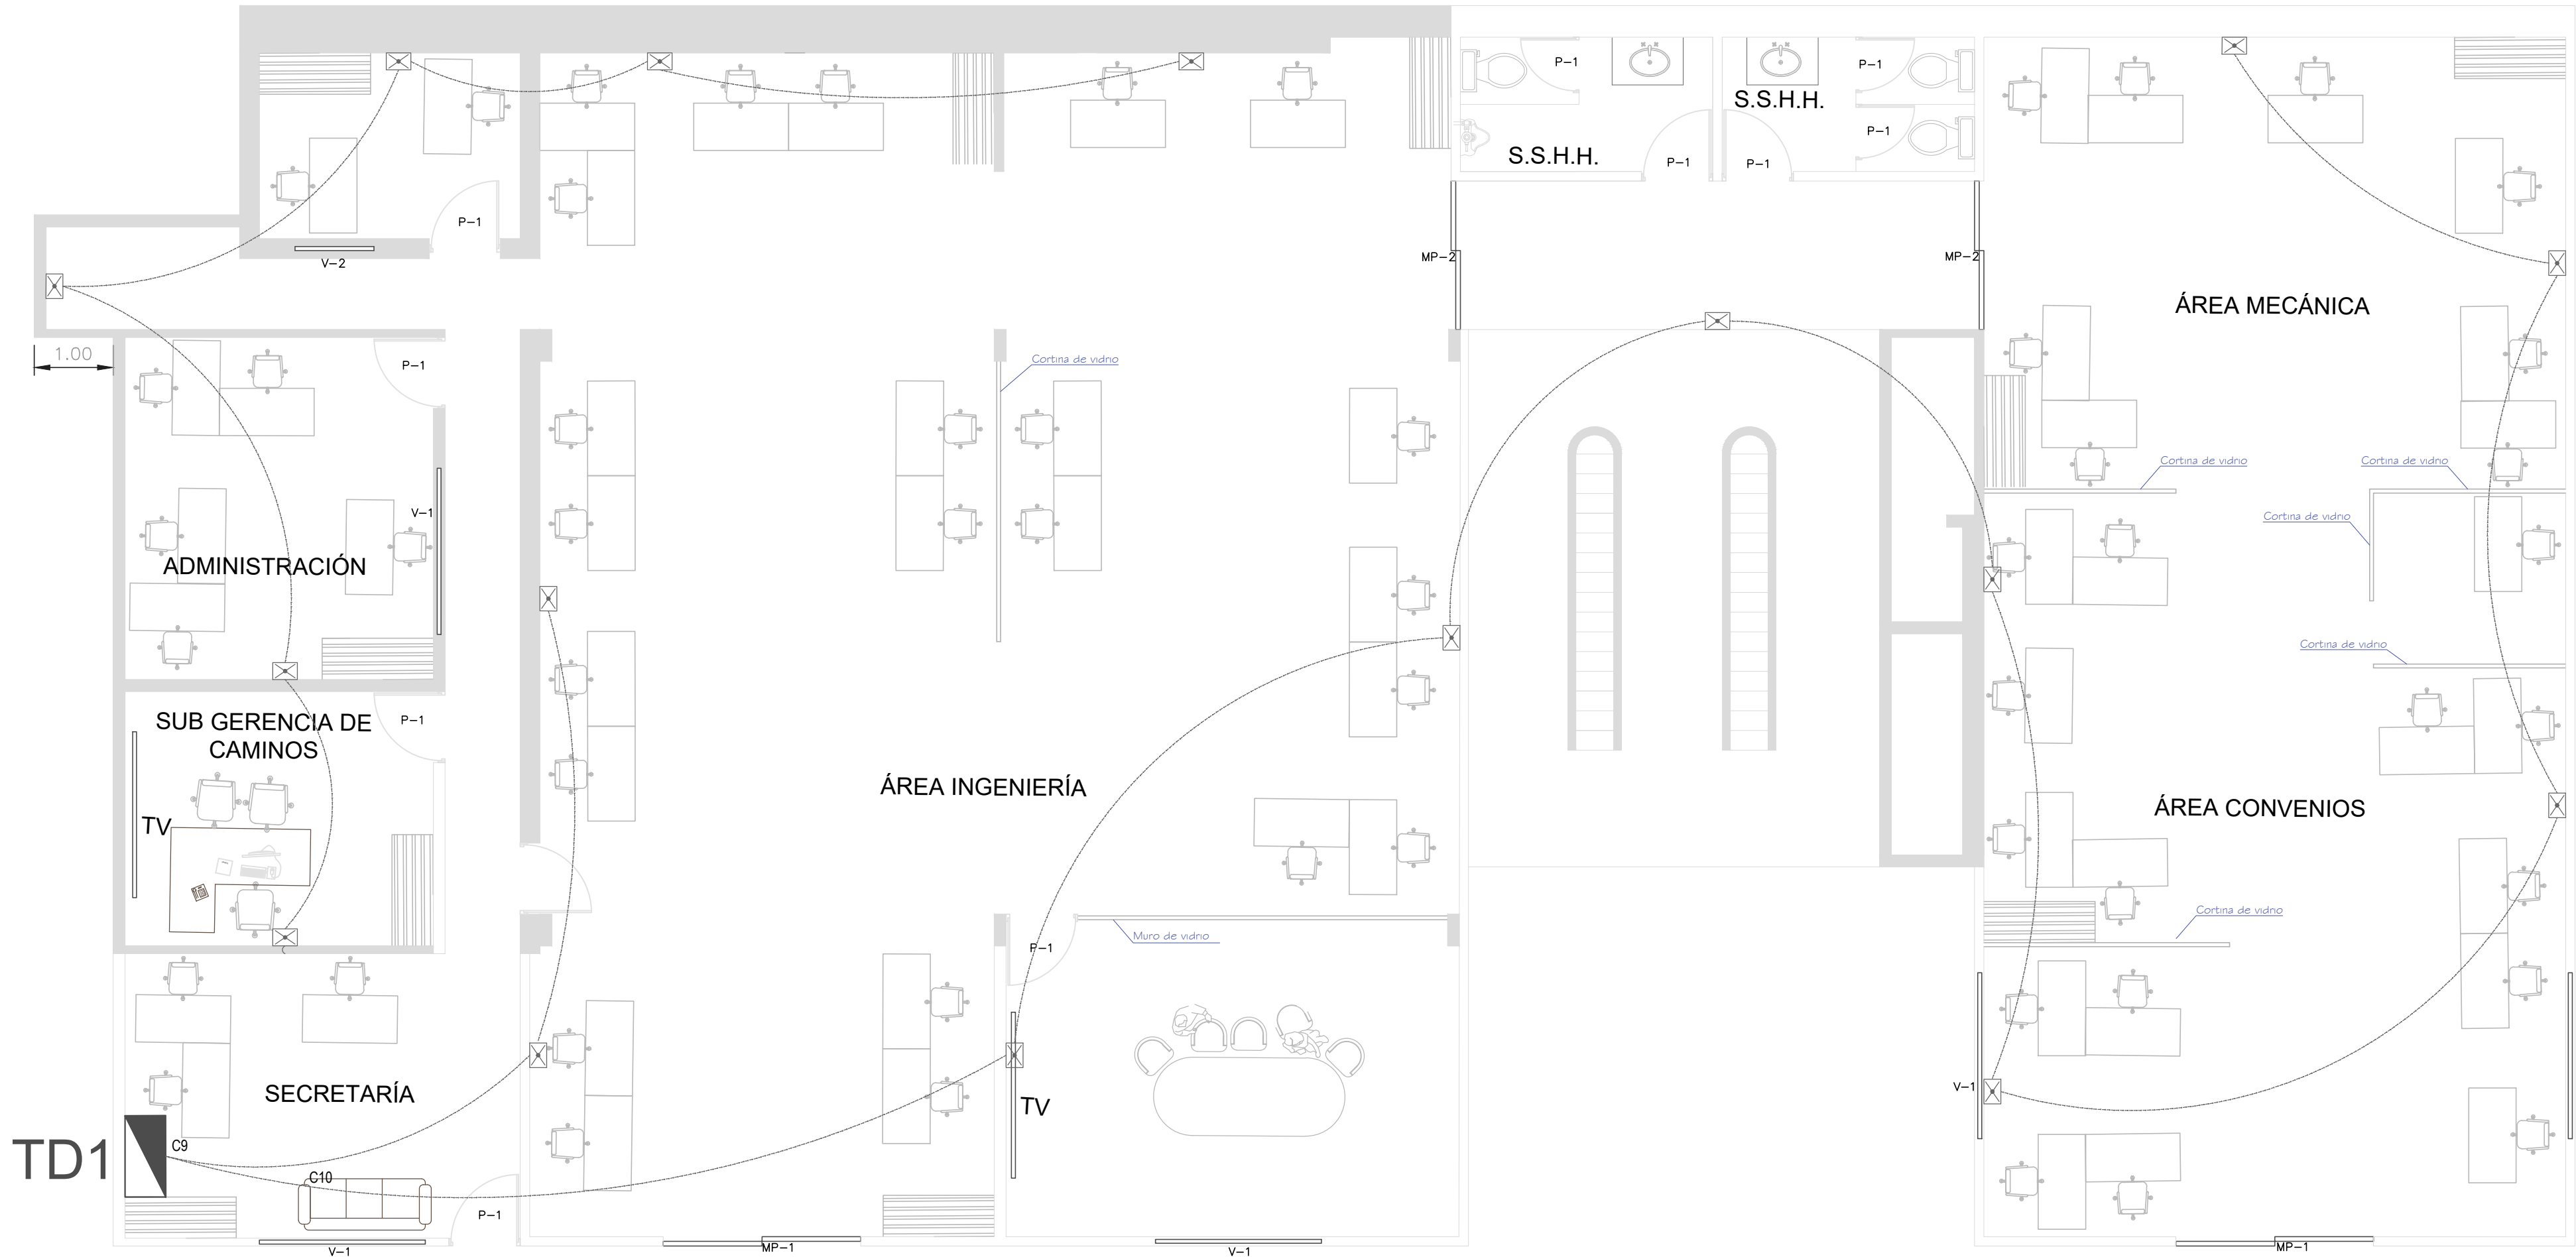 P-1
P-1
S.S.H.H.
P-1
S.S.H.H.
P-1
P-1
P-1
V-2
MP-2
MP-2
ÁREA MECÁNICA
1.00
P-1
Cortina de vidrio
Cortina de vidrio
Cortina de vidrio
V-1
Cortina de vidrio
ADMINISTRACIÓN
Cortina de vidrio
SUB GERENCIA DE
CAMINOS
P-1
TV
ÁREA INGENIERÍA
ÁREA CONVENIOS
Cortina de vidrio
Muro de vidrio
P-1
SECRETARÍA
V-1
TV
TD1
C9
C10
P-1
V-1
MP-1
V-1
MP-1